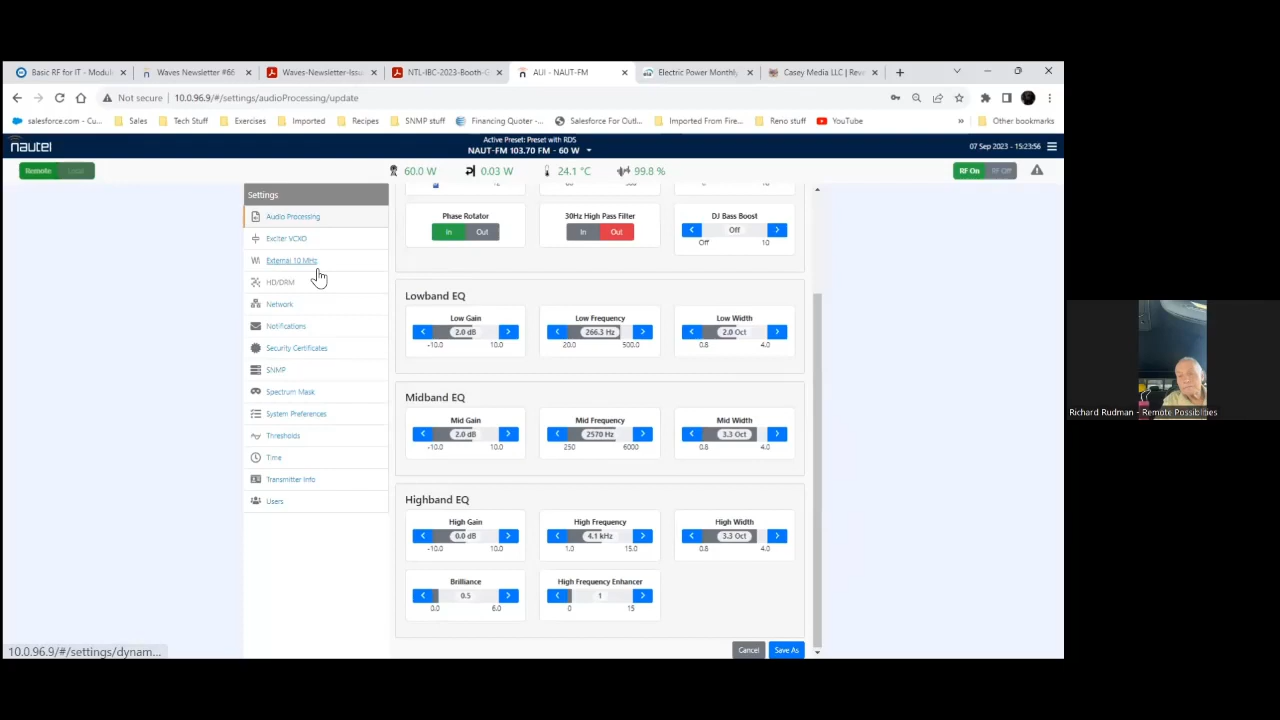 Basic RF for IT - Modul
Waves Newsletter #66
Waves-Newsletter-Issu
NTL-IBC-2023-Booth-G
AUI - NAUT-FM
Electric Power Monthly
Casey Media LLC | Rev
Not secure
10.0.96.9/#/settings/audioProcessing/update
salesforce.com - Cu...
Sales
Tech Stuff
Exercises
Imported
Recipes
SNMP stuff
Financing Quoter -...
Salesforce For Outl...
Imported From Fire...
Reno stuff
YouTube
»
Other bookmarks
nautel
Active Preset: Preset with RDS
NAUT-FM 103.70 FM - 60 W
07 Sep 2023 - 15:23:56
Remote
Local
60.0 W
0.03 W
24.1 °C
99.8 %
RF On
RF Off
Settings
Audio Processing
Exciter VCXO
External 10 MHz
HD/DRM
Network
Notifications
Security Certificates
SNMP
Spectrum Mask
System Preferences
Thresholds
Time
Transmitter Info
Users
Phase Rotator
In Out
30Hz High Pass Filter
In Out
DJ Bass Boost
Off
Off 10
Lowband EQ
Low Gain
2.0 dB
-10.0 10.0
Low Frequency
266.3 Hz
20.0 500.0
Low Width
2.0 Oct
0.8 4.0
Midband EQ
Mid Gain
2.0 dB
-10.0 10.0
Mid Frequency
2570 Hz
250 6000
Mid Width
3.3 Oct
0.8 4.0
Highband EQ
High Gain
0.0 dB
-10.0 10.0
High Frequency
4.1 kHz
1.0 15.0
High Width
3.3 Oct
0.8 4.0
Brilliance
0.5
0.0 6.0
High Frequency Enhancer
1
0 15
Cancel
Save As
10.0.96.9/#/settings/dynam...
Richard Rudman - Remote Possiblities